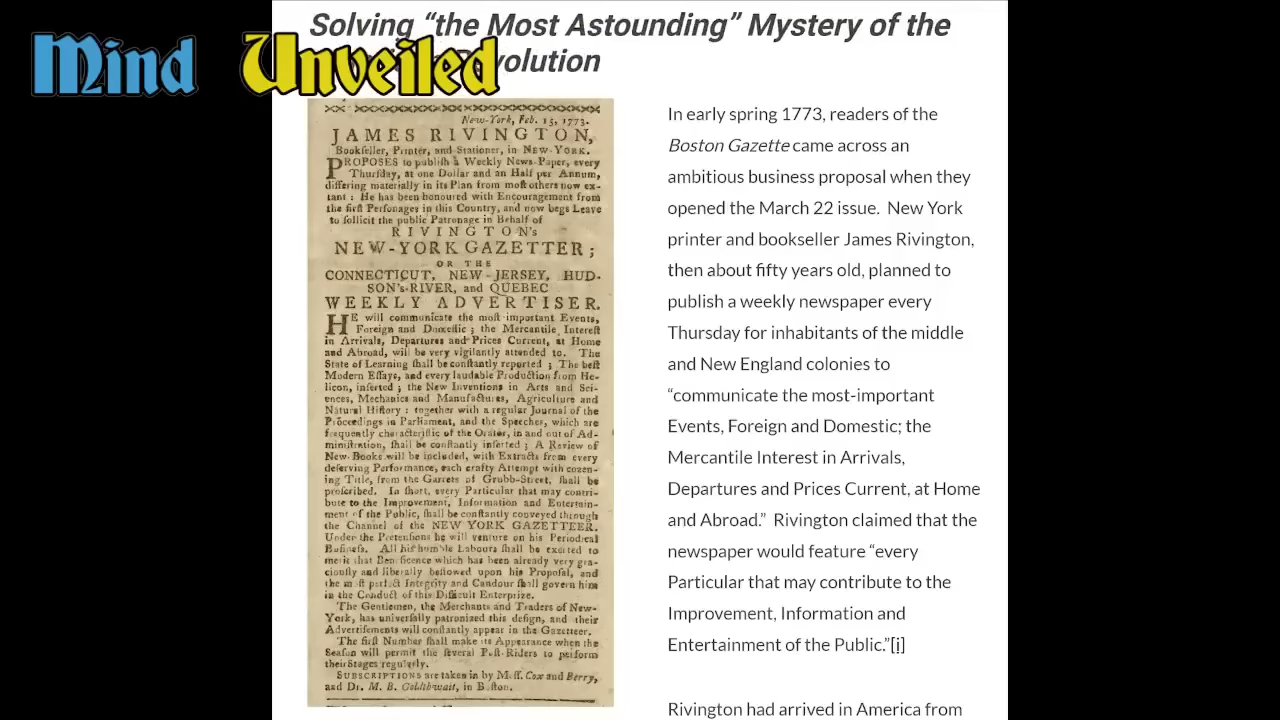 Solving “the Most Astounding” Mystery of the
Mind Unveiled
volution
New-York, Feb. 15, 1773.
JAMES RIVINGTON,
Bookseller, Printer, and Stationer, in NEW-YORK.
PROPOSES to publish a Weekly News-Paper, every
Thursday, at one Dollar and an Half per Annum,
differing materially in its Plan from most others now ex-
tant : He has been honoured with Encouragement from
the first Personages in this Country, and now begs Leave
to sollicit the public Patronage in Behalf of
RIVINGTON's
NEW-YORK GAZETTER;
OR THE
CONNECTICUT, NEW-JERSEY, HUD-
SON's-RIVER, and QUEBEC
WEEKLY ADVERTISER.
HE will communicate the most important Events,
Foreign and Domestic ; the Mercantile Interest
in Arrivals, Departures and Prices Current, at Home
and Abroad, will be very vigilantly attended to. The
State of Learning shall be constantly reported ; The best
Modern Essays, and every laudable Production from He-
licon, inserted ; the New Inventions in Arts and Sci-
ences, Mechanics and Manufactures, Agriculture and
Natural History : together with a regular Journal of the
Proceedings in Parliament, and the Speeches, which are
frequently characteristic of the Orator, in and out of Ad-
ministration, shall be constantly inserted ; A Review of
New Books will be included, with Extracts from every
deserving Performance, each crafty Attempt with cozen-
ing Title, from the Garrets of Grubb-Street, shall be
proscribed. In short, every Particular that may contri-
bute to the Improvement, Information and Entertain-
ment of the Public, shall be constantly conveyed through
the Channel of the NEW YORK GAZETTEER.
Under the Pretensions he will venture on his Periodical
Business. All his humble Labours shall be exerted to
merit that Beneficence which has been already very gra-
ciously and liberally bestowed upon his Proposal, and
the most perfect Integrity and Candour shall govern him
in the Conduct of this Difficult Enterprize.
The Gentlemen, the Merchants and Traders of New-
York, has universally patronized this design, and their
Advertisements will constantly appear in the Gazetteer.
The first Number shall make its Appearance when the
Season will permit the several Post-Riders to perform
their Stages regularly.
SUBSCRIPTIONS are taken in by Mess. Cox and Berry,
and Dr. M. B. Goldthwait, in Boston.
In early spring 1773, readers of the
Boston Gazette came across an
ambitious business proposal when they
opened the March 22 issue. New York
printer and bookseller James Rivington,
then about fifty years old, planned to
publish a weekly newspaper every
Thursday for inhabitants of the middle
and New England colonies to
“communicate the most-important
Events, Foreign and Domestic; the
Mercantile Interest in Arrivals,
Departures and Prices Current, at Home
and Abroad.” Rivington claimed that the
newspaper would feature “every
Particular that may contribute to the
Improvement, Information and
Entertainment of the Public.”[i]
Rivington had arrived in America from